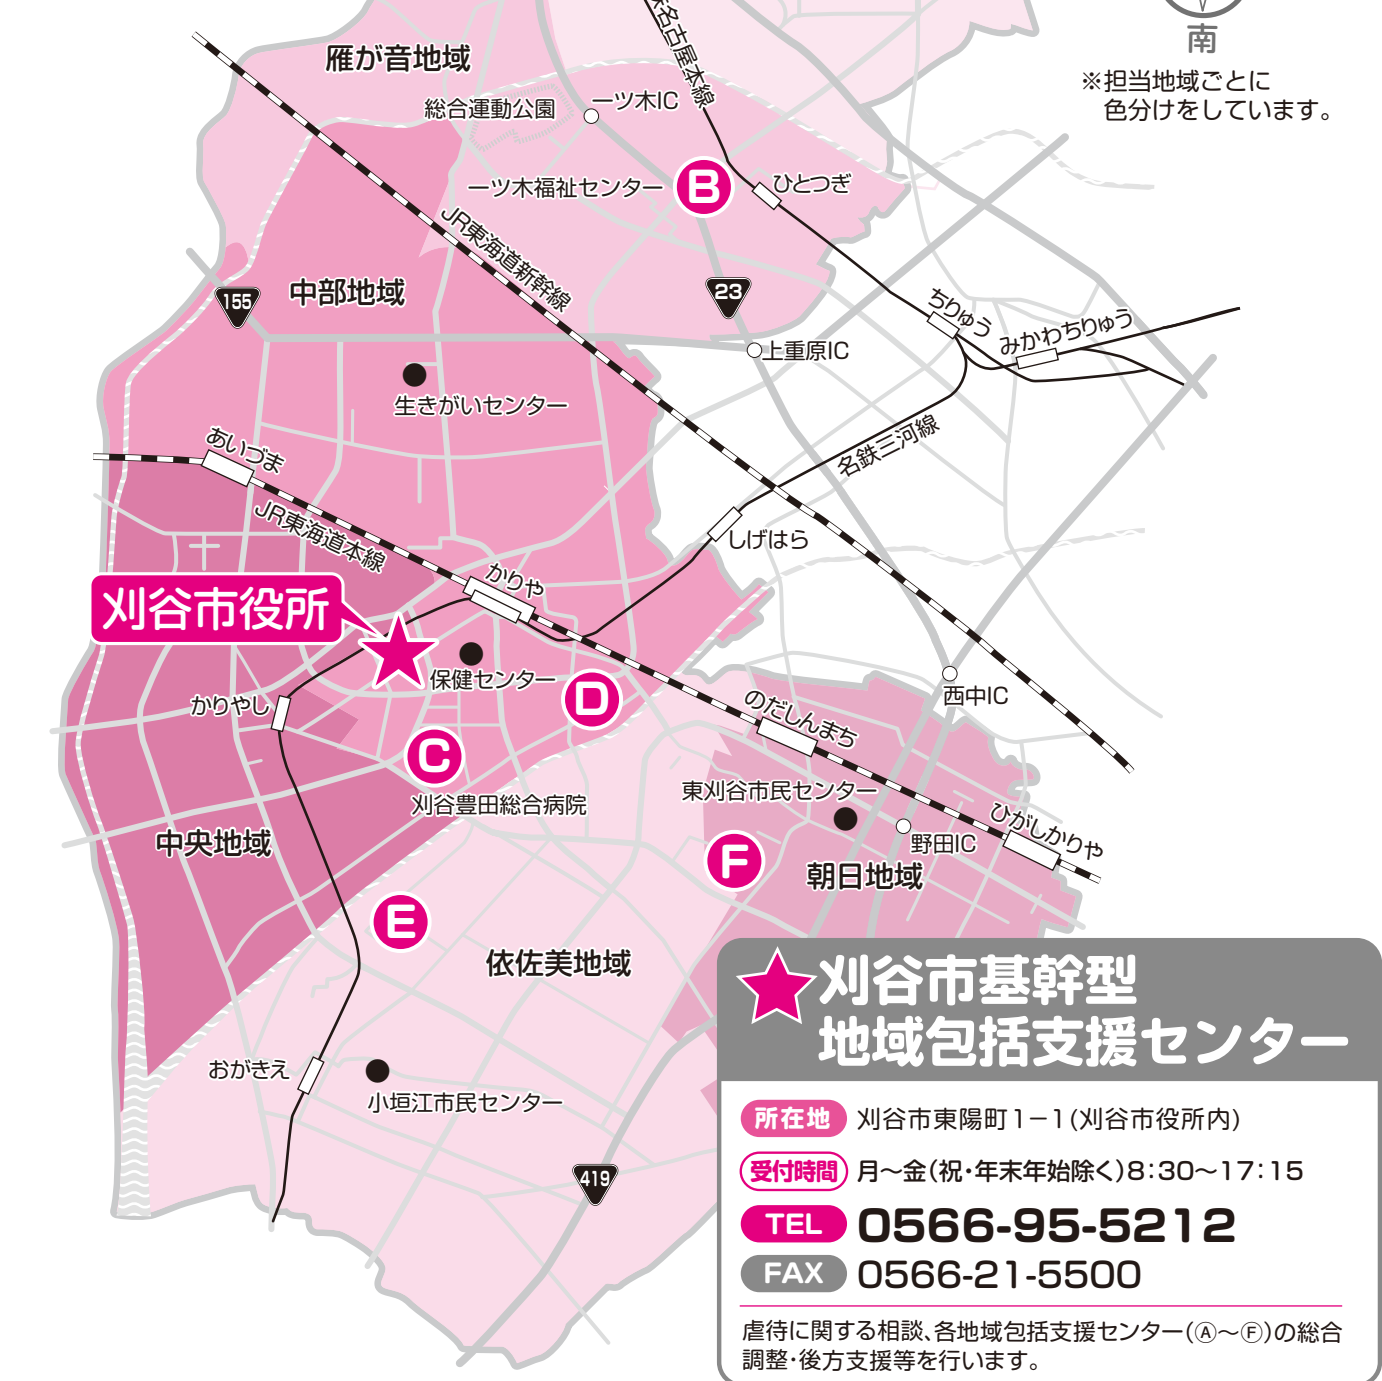 南
※担当地域ごとに
色分けをしています。
名古屋本線
雁が音地域
総合運動公園
一ツ木IC
一ツ木福祉センター
B
ひとつぎ
JR東海道新幹線
155
中部地域
23
ちりゅう
みかわちりゅう
上重原IC
生きがいセンター
名鉄三河線
あいづま
JR東海道本線
しげはら
かりや
刈谷市役所
保健センター
かりやし
D
西中IC
のだしんまち
C
刈谷豊田総合病院
東刈谷市民センター
ひがしかりや
野田IC
中央地域
F
朝日地域
E
依佐美地域
おがきえ
小垣江市民センター
419
刈谷市基幹型
地域包括支援センター
所在地 刈谷市東陽町1-1(刈谷市役所内)
受付時間 月〜金(祝・年末年始除く)8:30〜17:15
TEL 0566-95-5212
FAX 0566-21-5500
虐待に関する相談、各地域包括支援センター(Ⓐ〜Ⓕ)の総合
調整・後方支援等を行います。